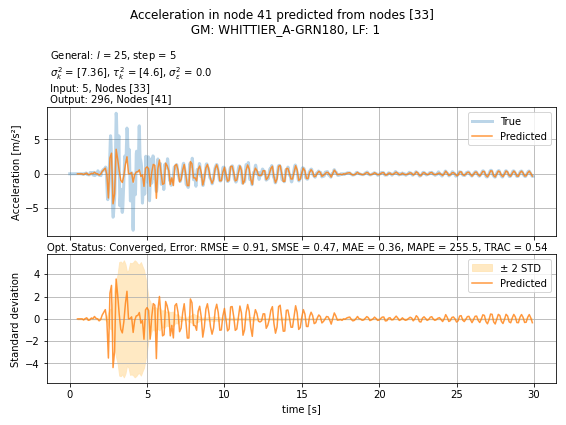 Acceleration in node 41 predicted from nodes [33]
GM: WHITTIER_A-GRN180, LF: 1
General: l = 25, step = 5
σ²ₖ = [7.36], τ²ₖ = [4.6], σ²ε = 0.0
Input: 5, Nodes [33]
Output: 296, Nodes [41]
Acceleration [m/s²]
5
0
−5
True
Predicted
Opt. Status: Converged, Error: RMSE = 0.91, SMSE = 0.47, MAE = 0.36, MAPE = 255.5, TRAC = 0.54
Standard deviation
4
2
0
−2
−4
± 2 STD
Predicted
0 5 10 15 20 25 30
time [s]